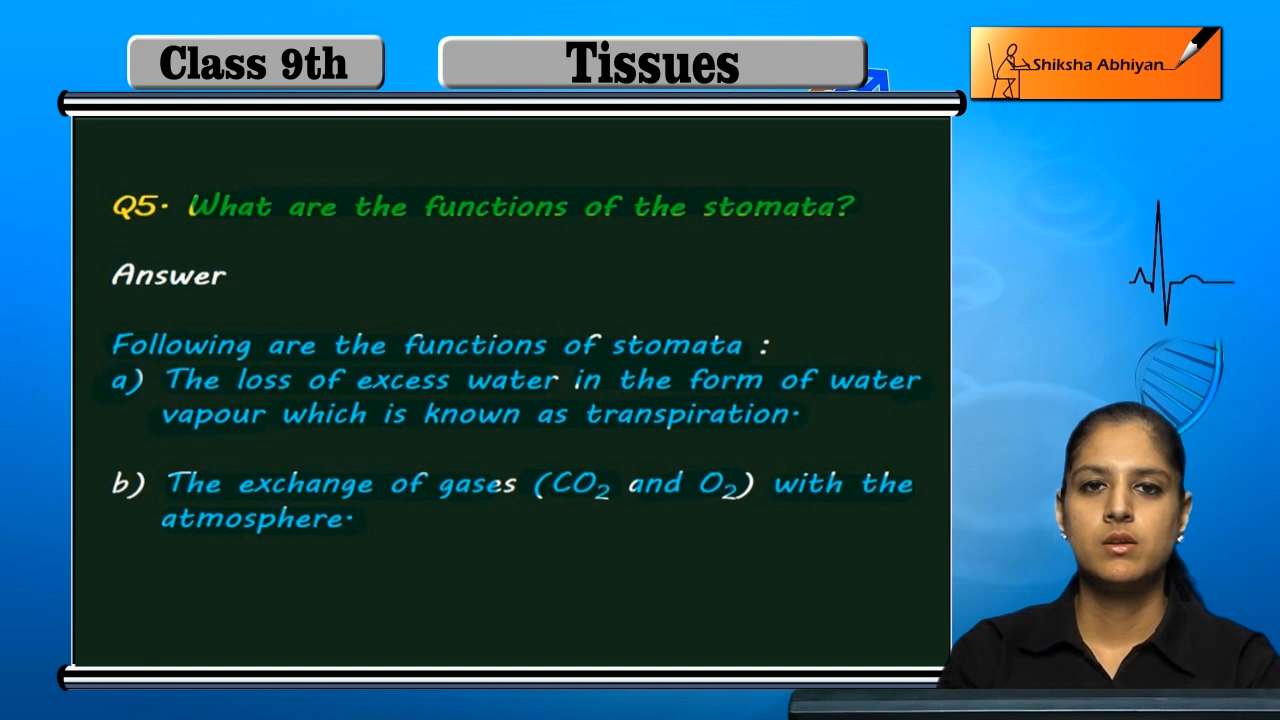 Class 9th
Tissues
Shiksha Abhiyan
Q5. What are the functions of the stomata?
Answer
Following are the functions of stomata :
a) The loss of excess water in the form of water
vapour which is known as transpiration.
b) The exchange of gases (CO₂ and O₂) with the
atmosphere.